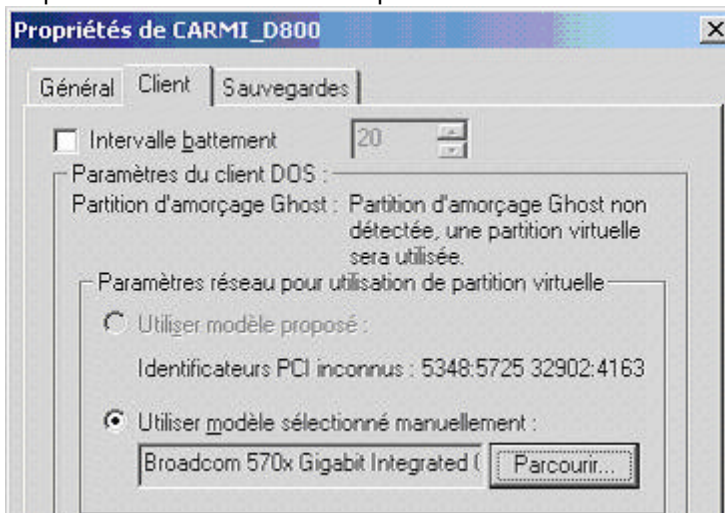 Propriétés de CARMI_D800
Général Client Sauvegardes
Intervalle battement 20
Paramètres du client DOS :
Partition d'amorçage Ghost : Partition d'amorçage Ghost non
détectée, une partition virtuelle
sera utilisée.
Paramètres réseau pour utilisation de partition virtuelle
Utiliser modèle proposé :
Identificateurs PCI inconnus : 5348:5725 32902:4163
Utiliser modèle sélectionné manuellement :
Broadcom 570x Gigabit Integrated ( Parcourir...